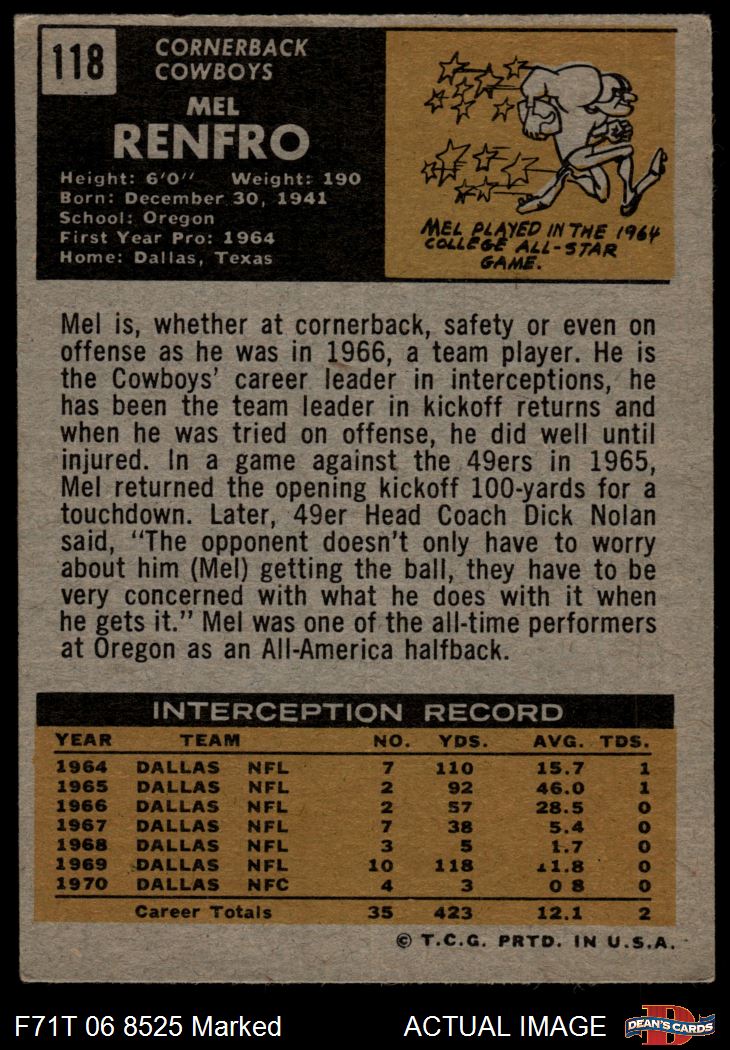 118
CORNERBACK
COWBOYS
MEL
RENFRO
Height: 6'0" Weight: 190
Born: December 30, 1941
School: Oregon
First Year Pro: 1964
Home: Dallas, Texas
MEL PLAYED IN THE 1964
COLLEGE ALL-STAR
GAME.
Mel is, whether at cornerback, safety or even on
offense as he was in 1966, a team player. He is
the Cowboys' career leader in interceptions, he
has been the team leader in kickoff returns and
when he was tried on offense, he did well until
injured. In a game against the 49ers in 1965,
Mel returned the opening kickoff 100-yards for a
touchdown. Later, 49er Head Coach Dick Nolan
said, "The opponent doesn't only have to worry
about him (Mel) getting the ball, they have to be
very concerned with what he does with it when
he gets it." Mel was one of the all-time performers
at Oregon as an All-America halfback.
INTERCEPTION RECORD
YEAR TEAM NO. YDS. AVG. TDS.
1964 DALLAS NFL 7 110 15.7 1
1965 DALLAS NFL 2 92 46.0 1
1966 DALLAS NFL 2 57 28.5 0
1967 DALLAS NFL 7 38 5.4 0
1968 DALLAS NFL 3 5 1.7 0
1969 DALLAS NFL 10 118 11.8 0
1970 DALLAS NFC 4 3 0 8 0
Career Totals 35 423 12.1 2
© T.C.G. PRTD. IN U.S.A.
F71T 06 8525 Marked ACTUAL IMAGE
D
DEAN'S CARDS